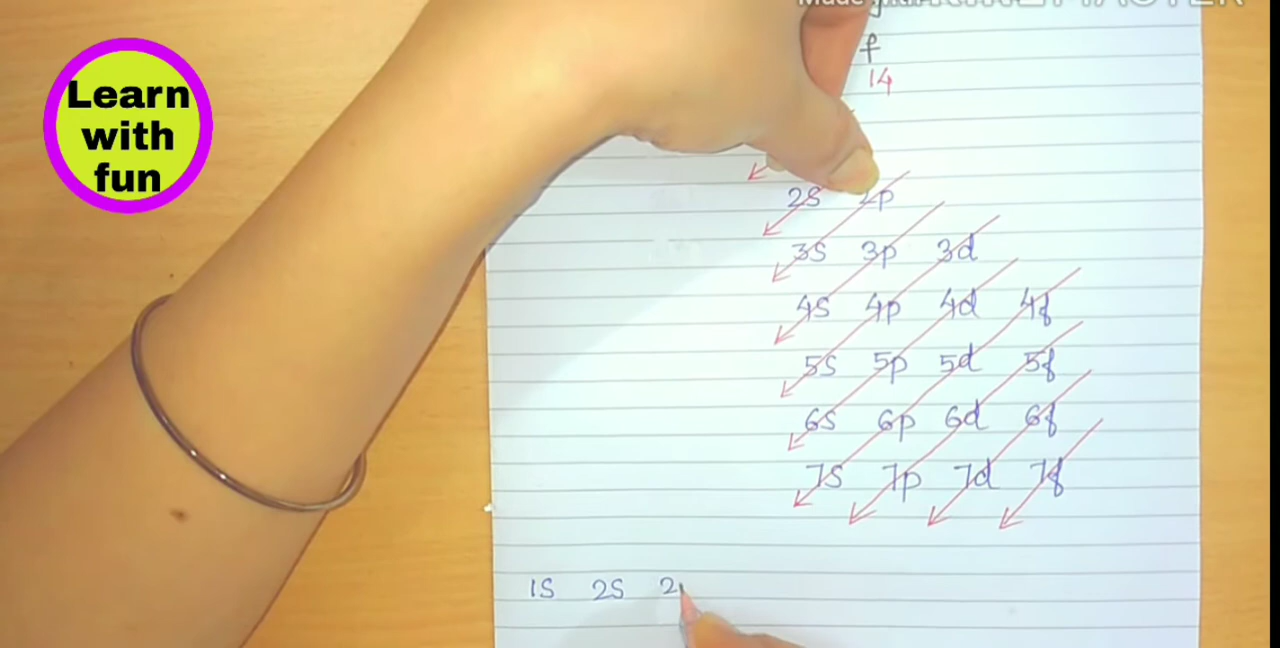 Learn
with
fun
f
14
2s 2p
3s 3p 3d
4s 4p 4d 4f
5s 5p 5d 5f
6s 6p 6d 6f
7s 7p 7d 7f
1s 2s 2